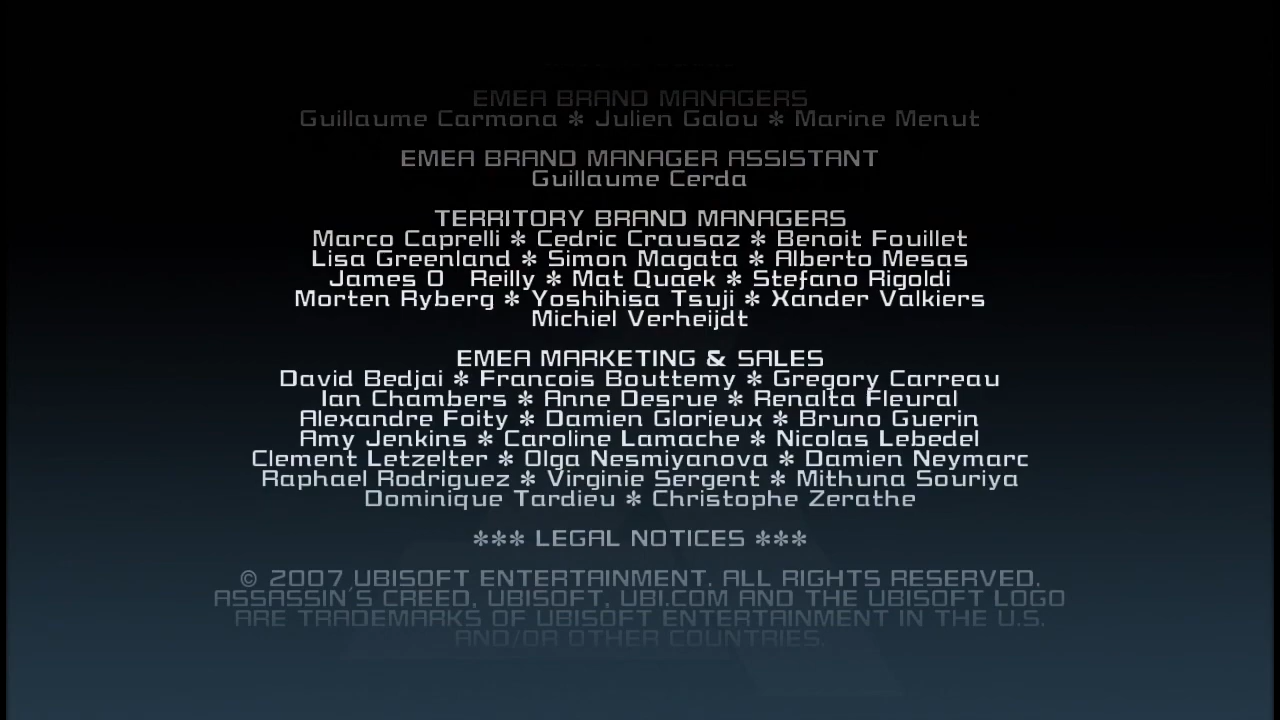 EMEA BRAND MANAGERS
Guillaume Carmona * Julien Galou * Marine Menut
EMEA BRAND MANAGER ASSISTANT
Guillaume Cerda
TERRITORY BRAND MANAGERS
Marco Caprelli * Cedric Crausaz * Benoit Fouillet
Lisa Greenland * Simon Magata * Alberto Mesas
James O Reilly * Mat Quaek * Stefano Rigoldi
Morten Ryberg * Yoshihisa Tsuji * Xander Valkiers
Michiel Verheijdt
EMEA MARKETING & SALES
David Bedjai * Francois Bouttemy * Gregory Carreau
Ian Chambers * Anne Desrue * Renalta Fleural
Alexandre Foity * Damien Glorieux * Bruno Guerin
Amy Jenkins * Caroline Lamache * Nicolas Lebedel
Clement Letzelter * Olga Nesmiyanova * Damien Neymarc
Raphael Rodriguez * Virginie Sergent * Mithuna Souriya
Dominique Tardieu * Christophe Zerathe
*** LEGAL NOTICES ***
© 2007 UBISOFT ENTERTAINMENT. ALL RIGHTS RESERVED.
ASSASSIN'S CREED, UBISOFT, UBI.COM AND THE UBISOFT LOGO
ARE TRADEMARKS OF UBISOFT ENTERTAINMENT IN THE U.S.
AND/OR OTHER COUNTRIES.